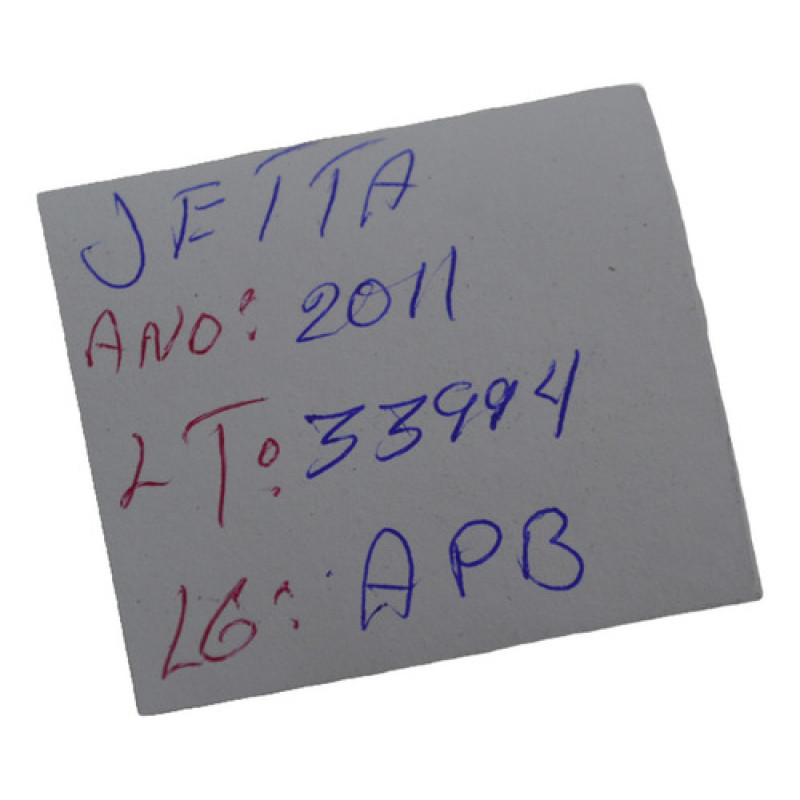 JETTA
ANO: 2011
LT: 33994
LG: APB